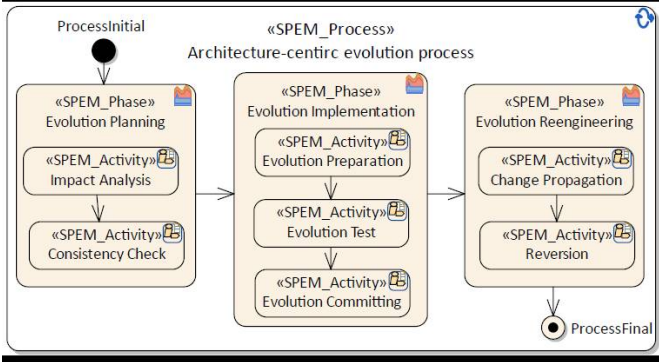 ProcessInitial
«SPEM_Process»
Architecture-centirc evolution process
«SPEM_Phase»
Evolution Planning
«SPEM_Activity»
Impact Analysis
«SPEM_Activity»
Consistency Check
«SPEM_Phase»
Evolution Implementation
«SPEM_Activity»
Evolution Preparation
«SPEM_Activity»
Evolution Test
«SPEM_Activity»
Evolution Committing
«SPEM_Phase»
Evolution Reengineering
«SPEM_Activity»
Change Propagation
«SPEM_Activity»
Reversion
ProcessFinal